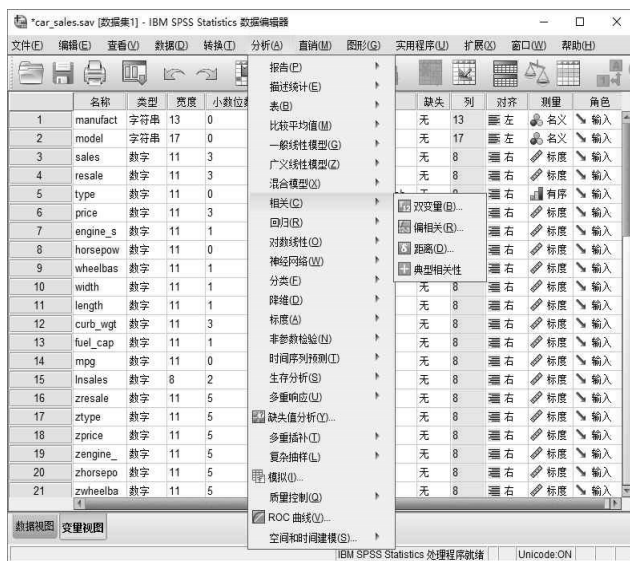 *car_sales.sav [数据集1] - IBM SPSS Statistics 数据编辑器
文件(F) 编辑(E) 查看(V) 数据(D) 转换(T) 分析(A) 直销(M) 图形(G) 实用程序(U) 扩展(X) 窗口(W) 帮助(H)
名称 类型 宽度 小数位数 缺失 列 对齐 测量 角色
1 manufact 字符串 13 0 无 13 左 名义 输入
2 model 字符串 17 0 无 17 左 名义 输入
3 sales 数字 11 3 无 8 右 标度 输入
4 resale 数字 11 3 无 8 右 标度 输入
5 type 数字 11 0 右 有序 输入
6 price 数字 11 3 右 标度 输入
7 engine_s 数字 11 1 右 标度 输入
8 horsepow 数字 11 0 右 标度 输入
9 wheelbas 数字 11 1 右 标度 输入
10 width 数字 11 1 无 8 右 标度 输入
11 length 数字 11 1 无 8 右 标度 输入
12 curb_wgt 数字 11 3 无 8 右 标度 输入
13 fuel_cap 数字 11 1 无 8 右 标度 输入
14 mpg 数字 11 0 无 8 右 标度 输入
15 lnsales 数字 8 2 无 8 右 标度 输入
16 zresale 数字 11 5 无 8 右 标度 输入
17 ztype 数字 11 5 无 8 右 标度 输入
18 zprice 数字 11 5 无 8 右 标度 输入
19 zengine_ 数字 11 5 无 8 右 标度 输入
20 zhorsepo 数字 11 5 无 8 右 标度 输入
21 zwheelba 数字 11 5 无 8 右 标度 输入
报告(P)
描述统计(E)
表(B)
比较平均值(M)
一般线性模型(G)
广义线性模型(Z)
混合模型(X)
相关(C)
回归(R)
对数线性(O)
神经网络(W)
分类(F)
降维(D)
标度(A)
非参数检验(N)
时间序列预测(T)
生存分析(S)
多重响应(U)
缺失值分析(Y)...
多重插补(T)
复杂抽样(L)
模拟(I)...
质量控制(Q)
ROC 曲线(V)...
空间和时间建模(S)...
双变量(B)...
偏相关(R)...
距离(D)...
典型相关性
数据视图 变量视图
IBM SPSS Statistics 处理程序就绪 Unicode:ON